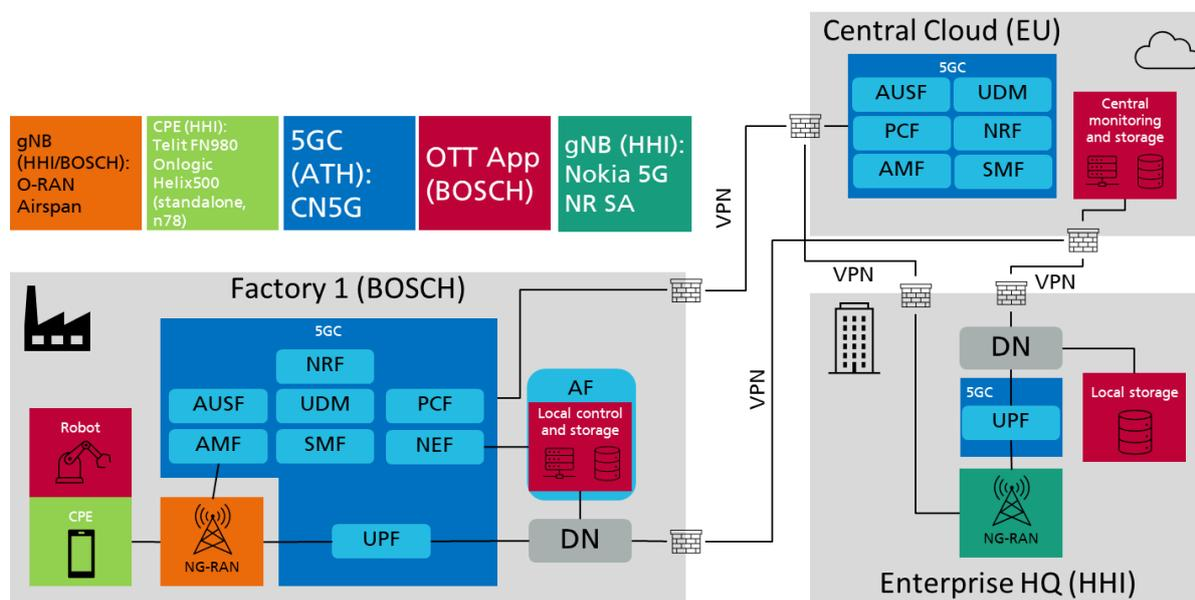 Central Cloud (EU)
5GC
AUSF
UDM
PCF
NRF
AMF
SMF
Central
monitoring
and storage
gNB
(HHI/BOSCH):
O-RAN
Airspan
CPE (HHI):
Telit FN980
Onlogic
Helix500
(standalone,
n78)
5GC
(ATH):
CN5G
OTT App
(BOSCH)
gNB (HHI):
Nokia 5G
NR SA
VPN
VPN
VPN
VPN
Factory 1 (BOSCH)
5GC
NRF
AUSF
UDM
PCF
AMF
SMF
NEF
AF
Local control
and storage
Robot
CPE
NG-RAN
UPF
DN
DN
5GC
UPF
Local storage
NG-RAN
Enterprise HQ (HHI)